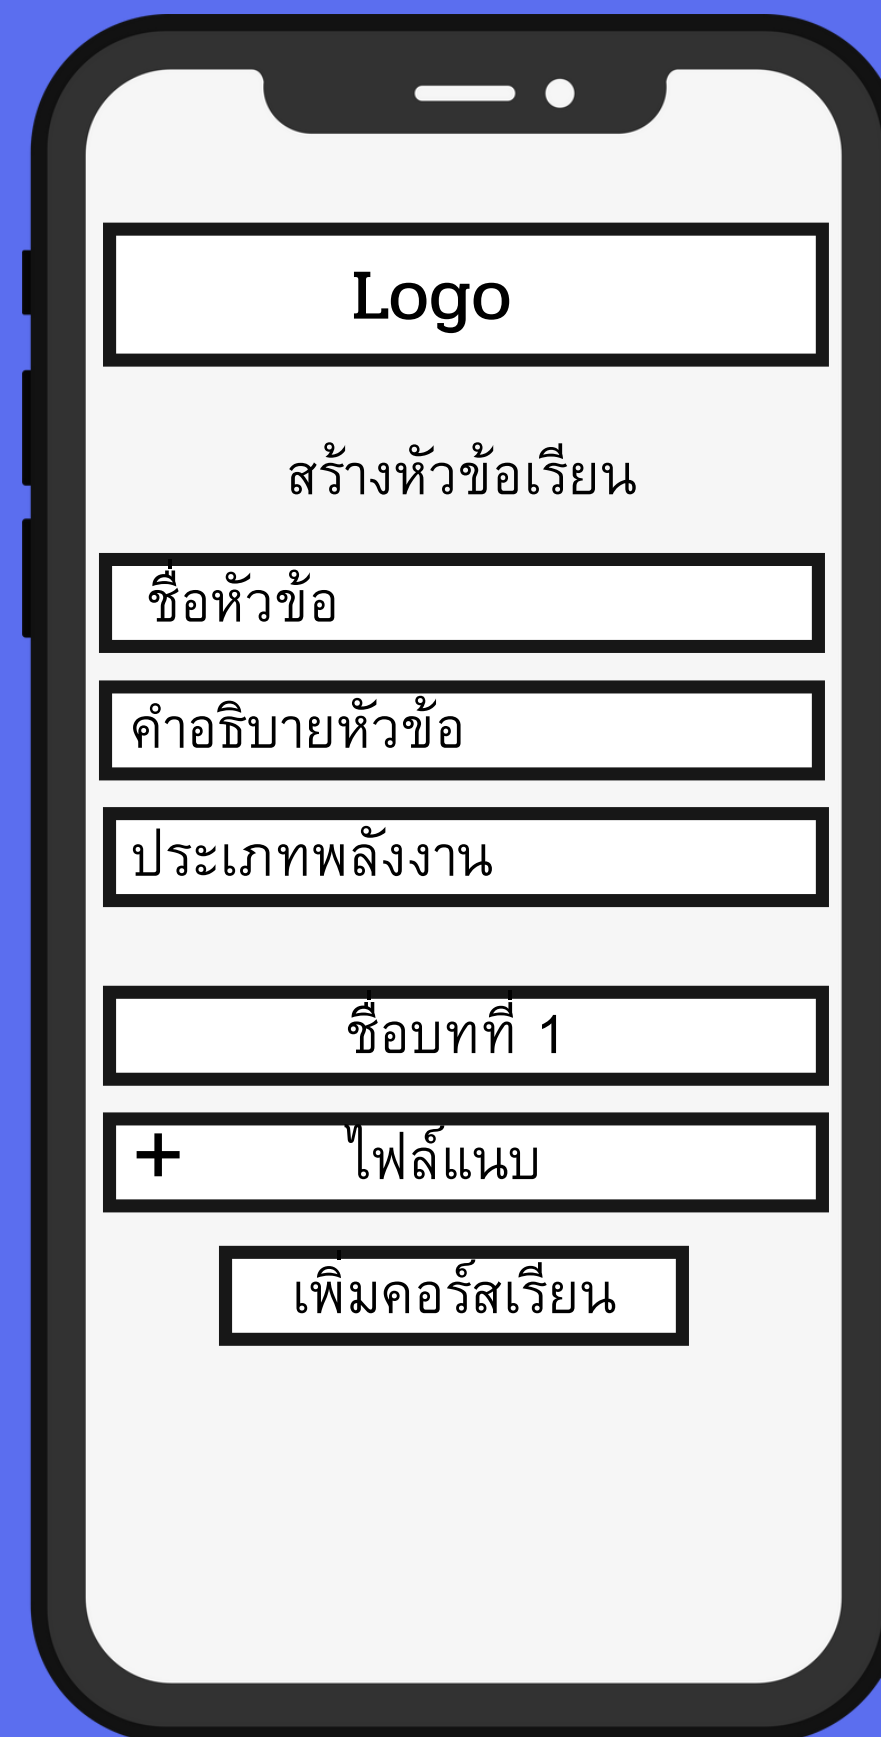 Logo
สร้างหัวข้อเรียน
ชื่อหัวข้อ
คำอธิบายหัวข้อ
ประเภทพลังงาน
ชื่อบทที่ 1
+ ไฟล์แนบ
เพิ่มคอร์สเรียน